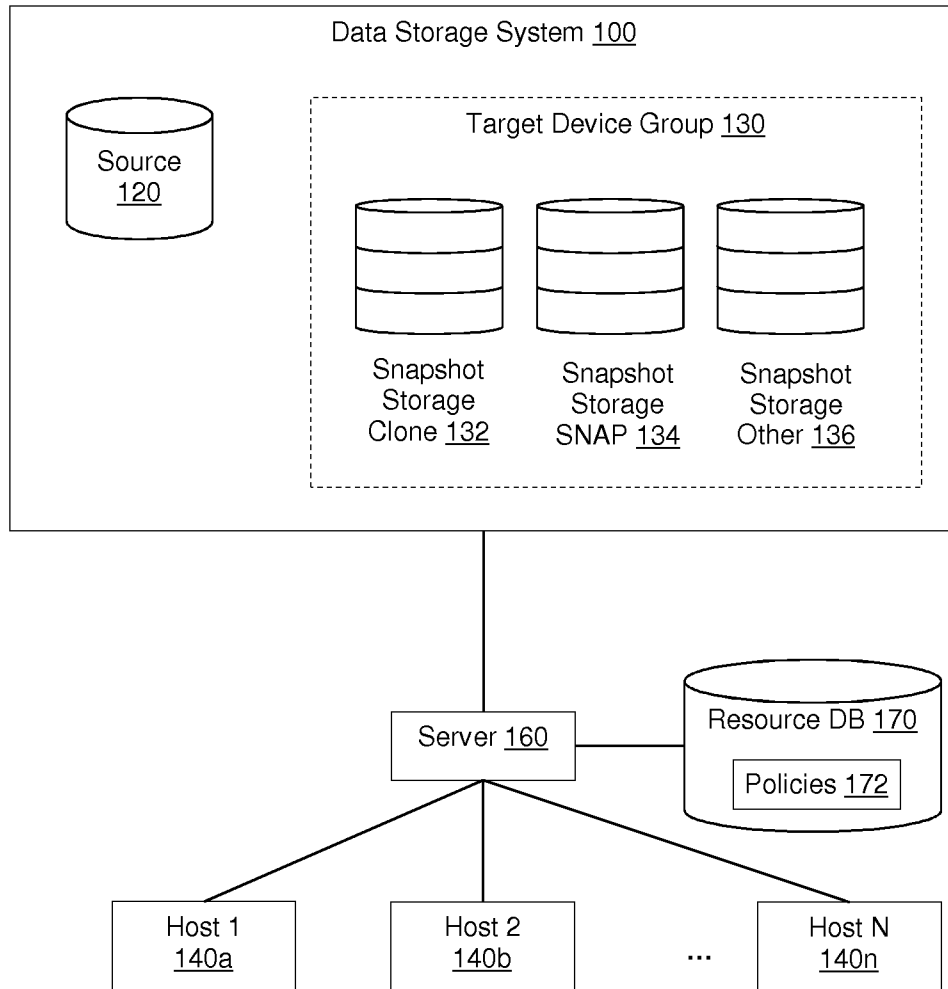 Data Storage System 100
Source
120
Target Device Group 130
Snapshot
Storage
Clone 132
Snapshot
Storage
SNAP 134
Snapshot
Storage
Other 136
Server 160
Resource DB 170
Policies 172
Host 1
140a
Host 2
140b
...
Host N
140n